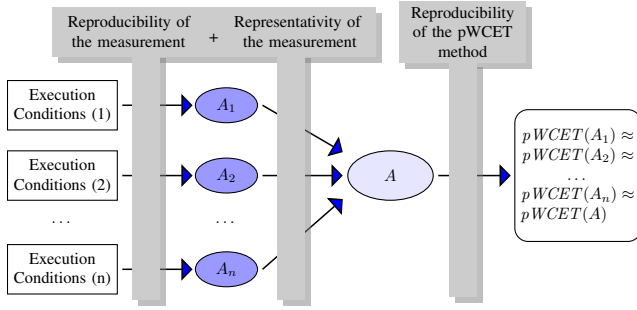 Reproducibility of
the measurement
+
Representativity of
the measurement
Reproducibility
of the pWCET
method
Execution
Conditions (1)
A₁
Execution
Conditions (2)
A₂
A
. . .
. . .
Execution
Conditions (n)
Aₙ
pWCET(A₁) ≈
pWCET(A₂) ≈
. . .
pWCET(Aₙ) ≈
pWCET(A)